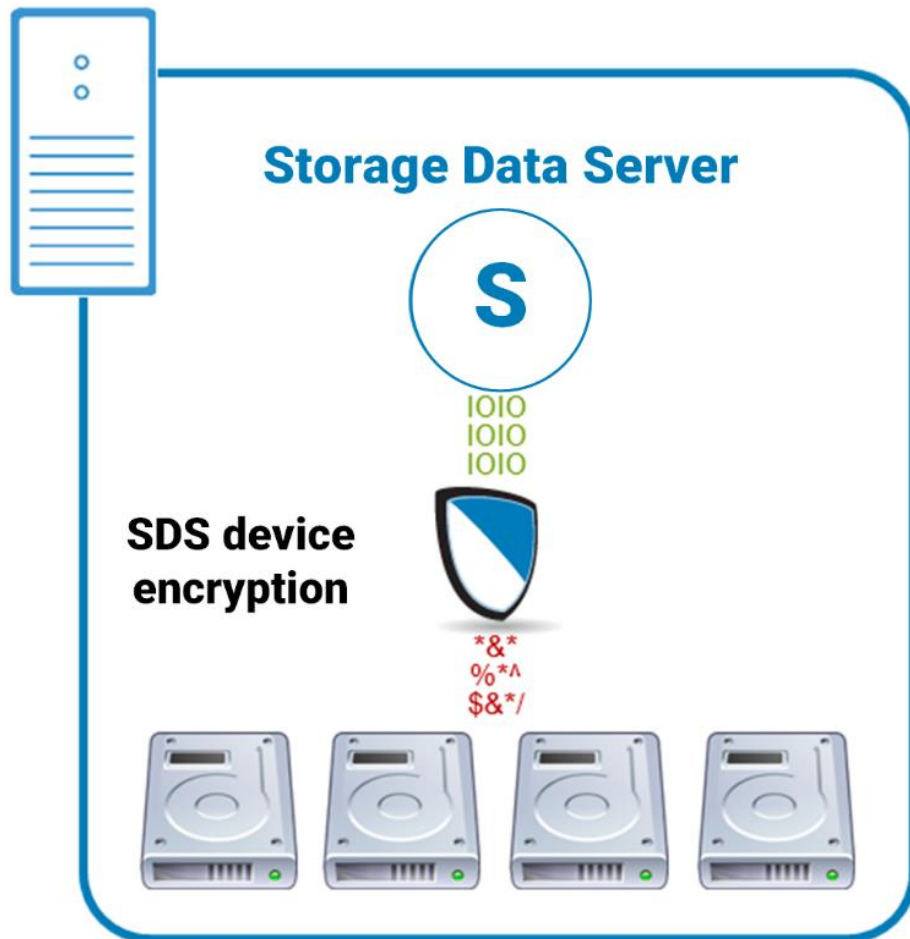 Storage Data Server
S
IOIO
IOIO
IOIO
SDS device
encryption
*&*
%*^
$&*/